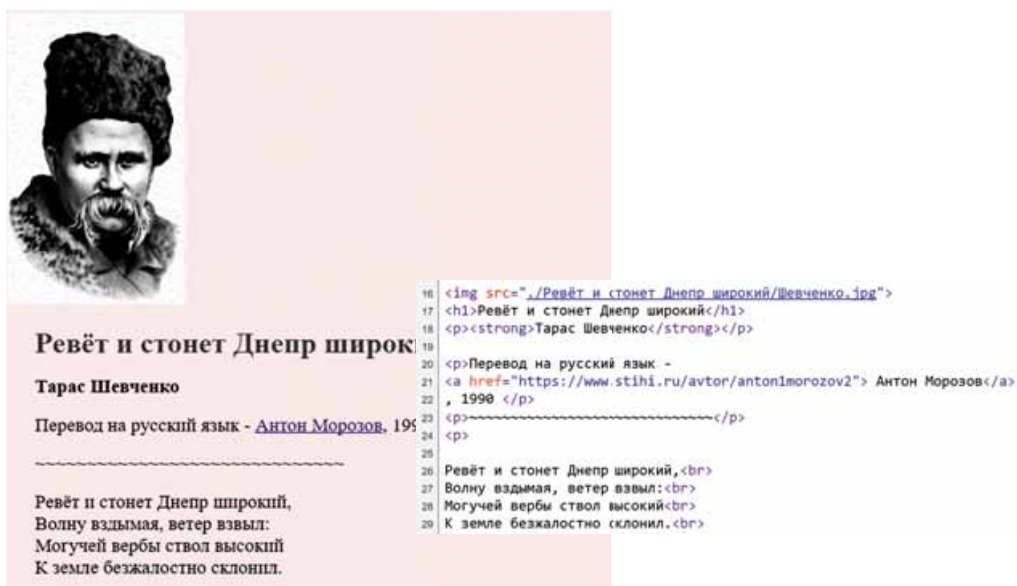 Ревёт и стонет Днепр широк
Тарас Шевченко
Перевод на русский язык - Антон Морозов, 199
~~~~~~~~~~~~~~~~~~~~~~~~~~~~~~~
Ревёт и стонет Днепр широкий,
Волну вздымая, ветер взвыл:
Могучей вербы ствол высокий
К земле безжалостно склонил.
16 <img src="./Ревёт и стонет Днепр широкий/Шевченко.jpg">
17 <h1>Ревёт и стонет Днепр широкий</h1>
18 <p><strong>Тарас Шевченко</strong></p>
19
20 <p>Перевод на русский язык -
21 <a href="https://www.stihi.ru/avtor/anton1morozov2"> Антон Морозов</a>
22 , 1990 </p>
23 <p>~~~~~~~~~~~~~~~~~~~~~~~~~~~~~~~</p>
24 <p>
25
26 Ревёт и стонет Днепр широкий,<br>
27 Волну вздымая, ветер взвыл:<br>
28 Могучей вербы ствол высокий<br>
29 К земле безжалостно склонил.<br>